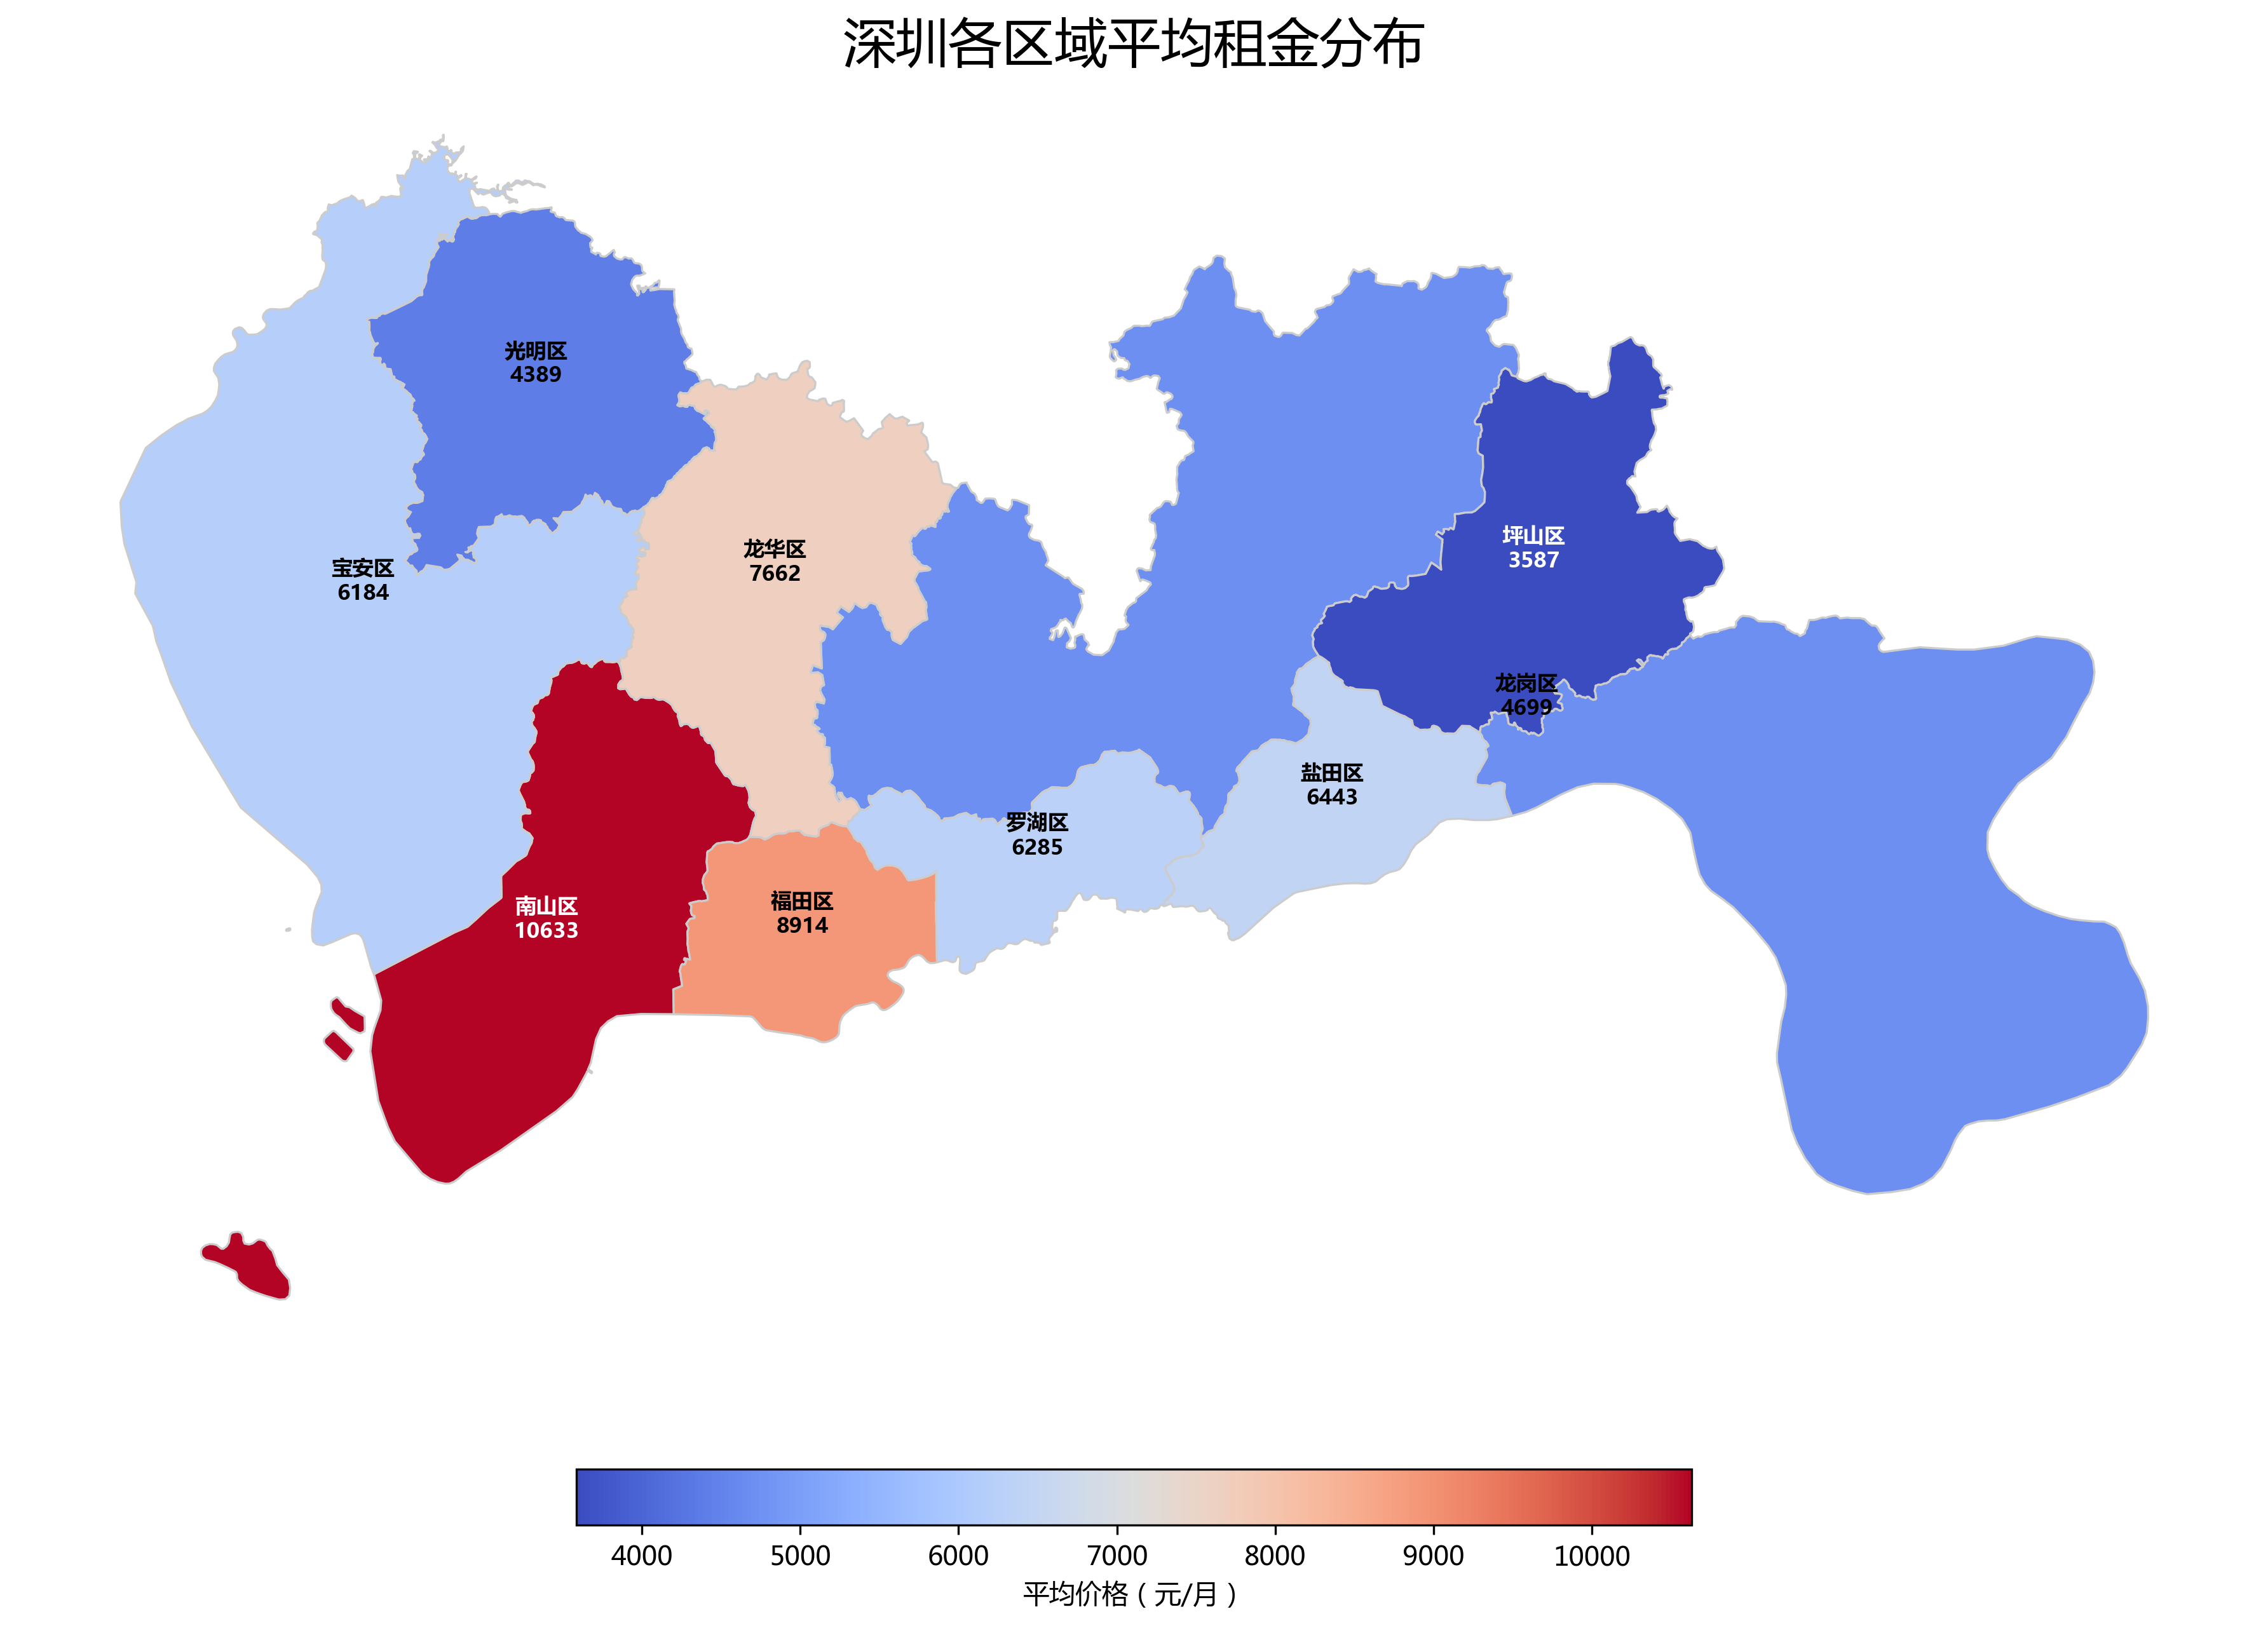 深圳各区域平均租金分布
光明区
4389
龙华区
7662
坪山区
3587
宝安区
6184
龙岗区
4699
盐田区
6443
罗湖区
6285
南山区
10633
福田区
8914
4000 5000 6000 7000 8000 9000 10000
平均价格（元/月）